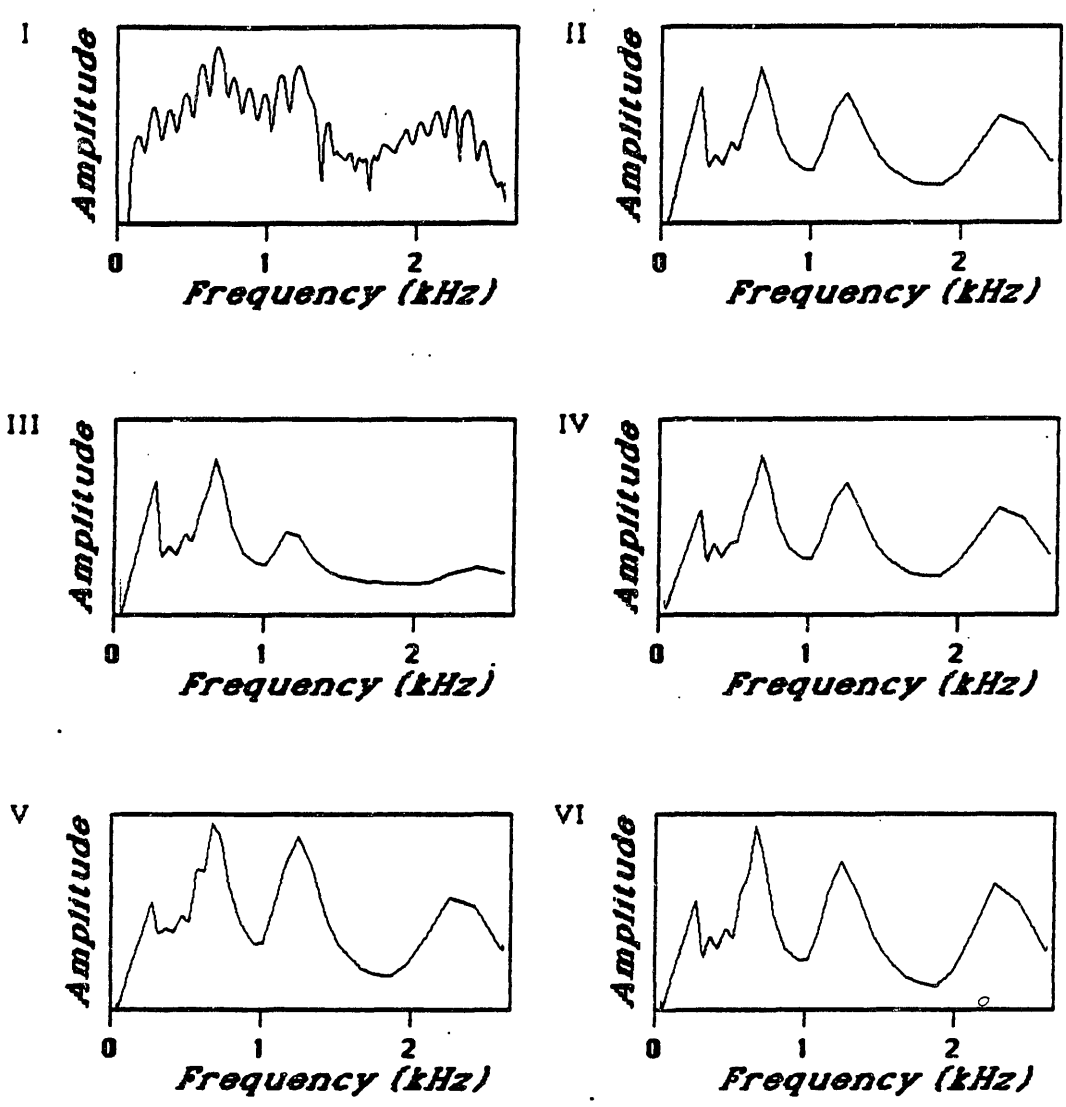 I
Amplitude
0 1 2
Frequency (kHz)
II
Amplitude
0 1 2
Frequency (kHz)
III
Amplitude
0 1 2
Frequency (kHz)
IV
Amplitude
0 1 2
Frequency (kHz)
V
Amplitude
0 1 2
Frequency (kHz)
VI
Amplitude
0 1 2
Frequency (kHz)